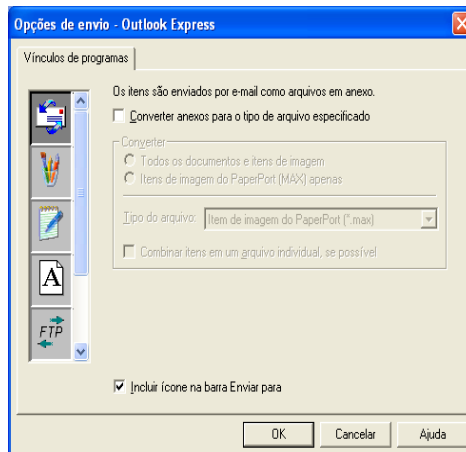 Opções de envio - Outlook Express
Vínculos de programas
Os itens são enviados por e-mail como arquivos em anexo.
Converter anexos para o tipo de arquivo especificado
Converter
Todos os documentos e itens de imagem
Itens de imagem do PaperPort (MAX) apenas
Tipo do arquivo: Item de imagem do PaperPort (*.max)
Combinar itens em um arquivo individual, se possível
A
FTP
Incluir ícone na barra Enviar para
OK Cancelar Ajuda